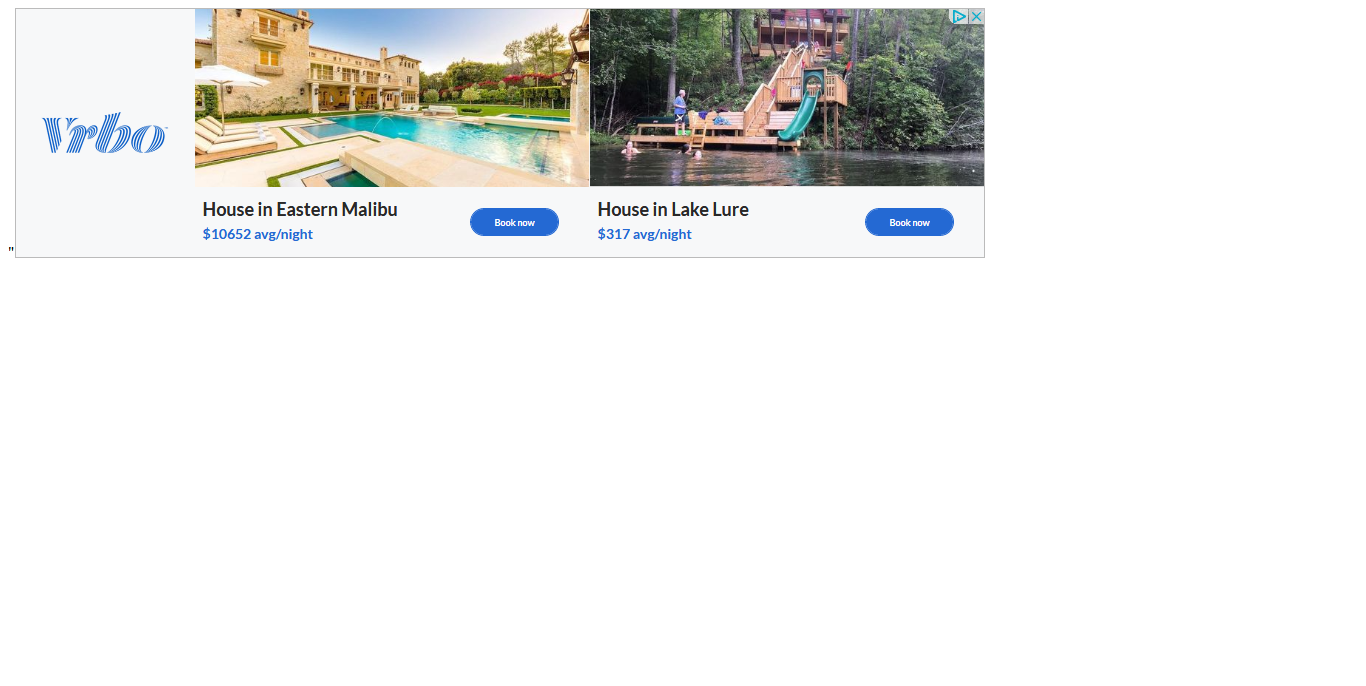 Vrbo
House in Eastern Malibu
$10652 avg/night
Book now
House in Lake Lure
$317 avg/night
Book now
"